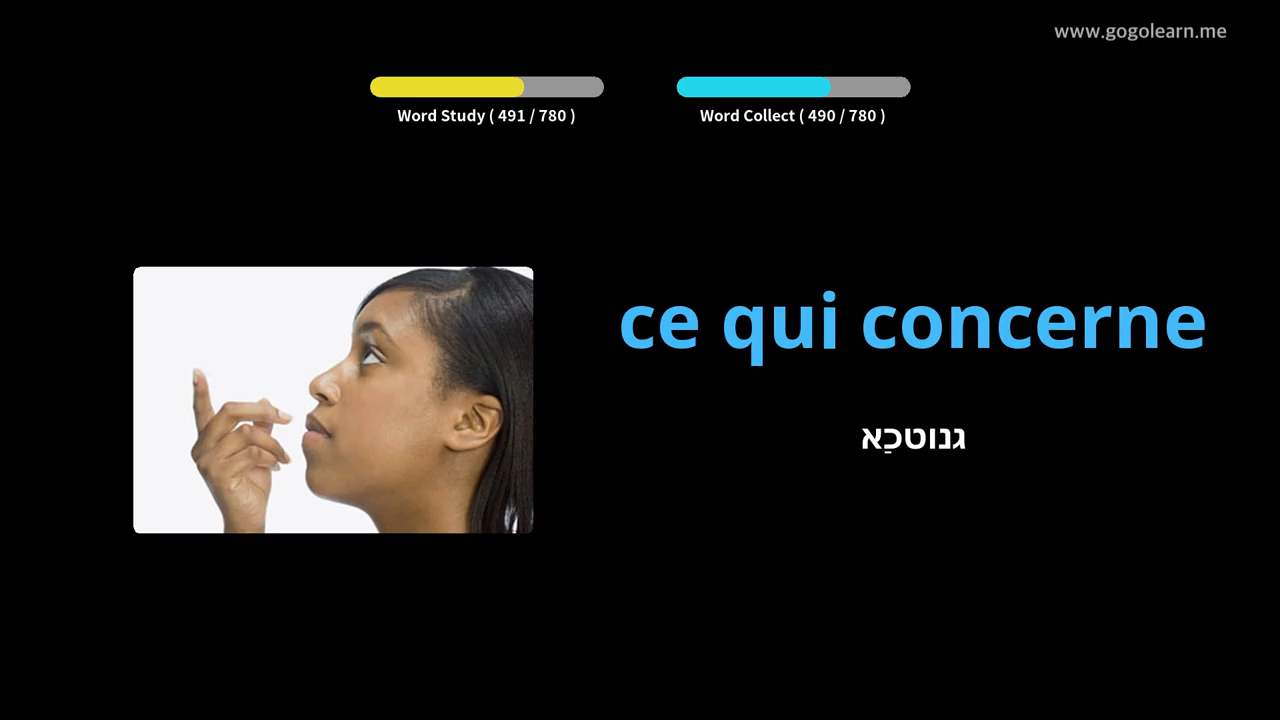 www.gogolearn.me
Word Study ( 491 / 780 )
Word Collect ( 490 / 780 )
ce qui concerne
גנוטכַא